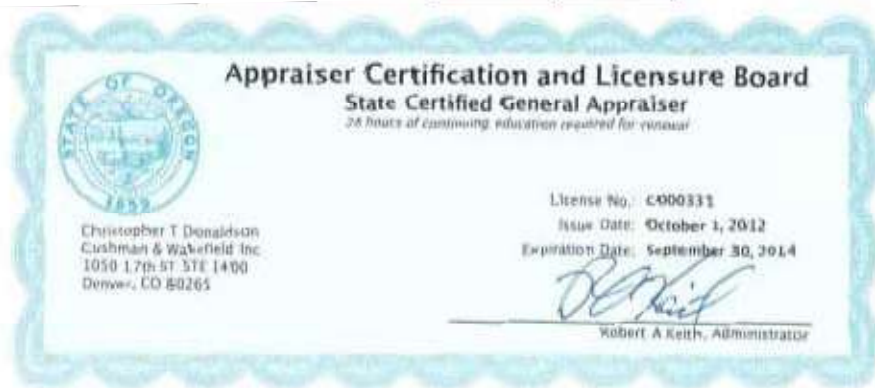 Appraiser Certification and Licensure Board
State Certified General Appraiser
28 hours of continuing education required for renewal
STATE OF OREGON
1859
License No.: C000331
Issue Date: October 1, 2012
Expiration Date: September 30, 2014
Christopher T Donaldson
Cushman & Wakefield Inc
1050 17th ST STE 1400
Denver, CO 80265
Robert A Keith, Administrator